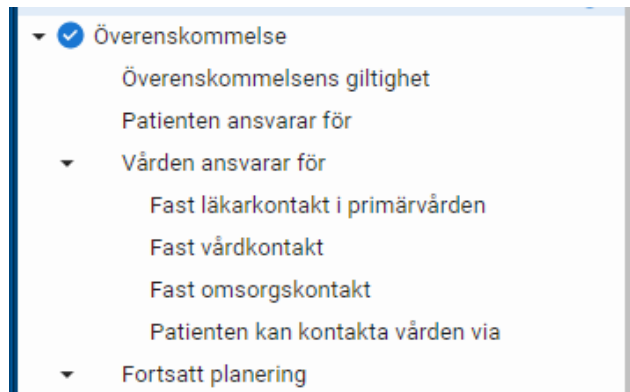 Överenskommelse
Överenskommelsens giltighet
Patienten ansvarar för
Vården ansvarar för
Fast läkarkontakt i primärvården
Fast vårdkontakt
Fast omsorgskontakt
Patienten kan kontakta vården via
Fortsatt planering